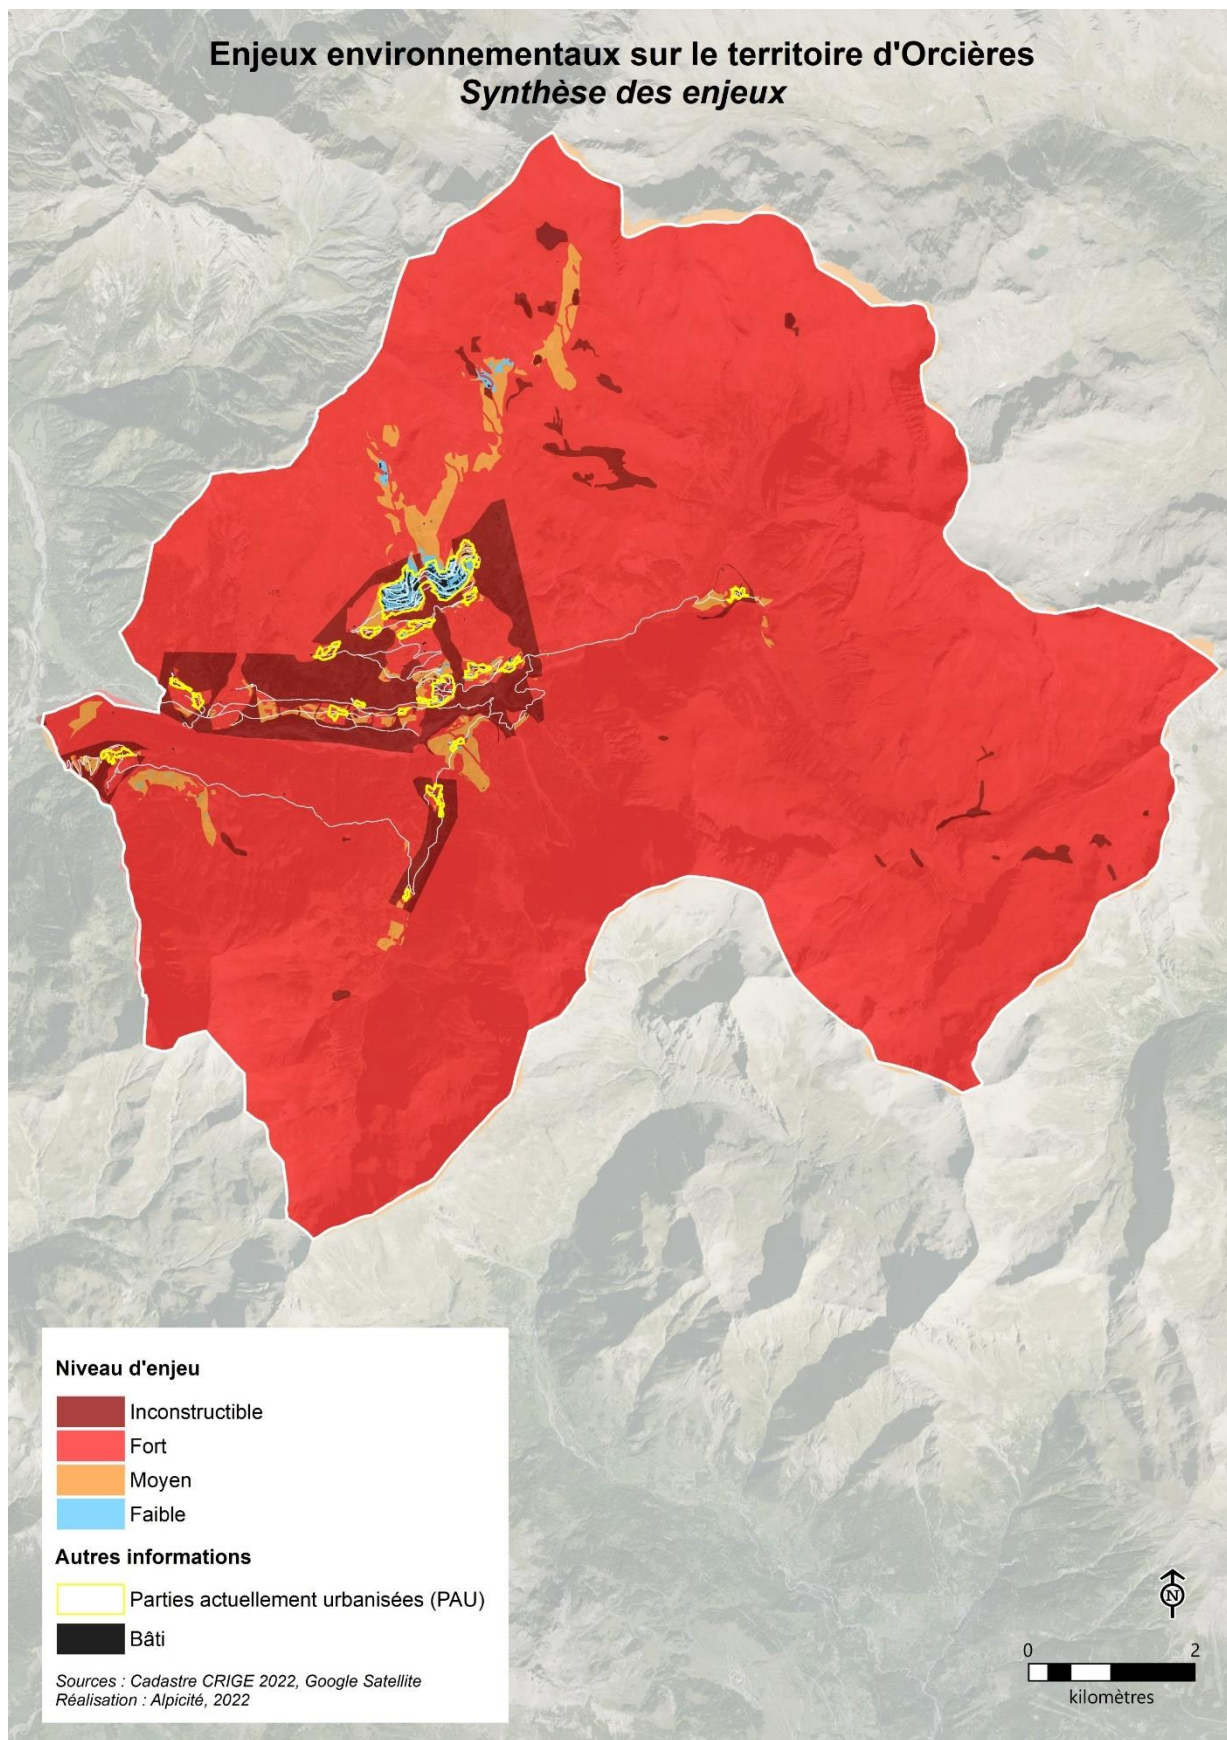 Enjeux environnementaux sur le territoire d'Orcières
Synthèse des enjeux
Niveau d'enjeu
Inconstructible
Fort
Moyen
Faible
Autres informations
Parties actuellement urbanisées (PAU)
Bâti
Sources : Cadastre CRIGE 2022, Google Satellite
Réalisation : Alpicité, 2022
N
0 2
kilomètres